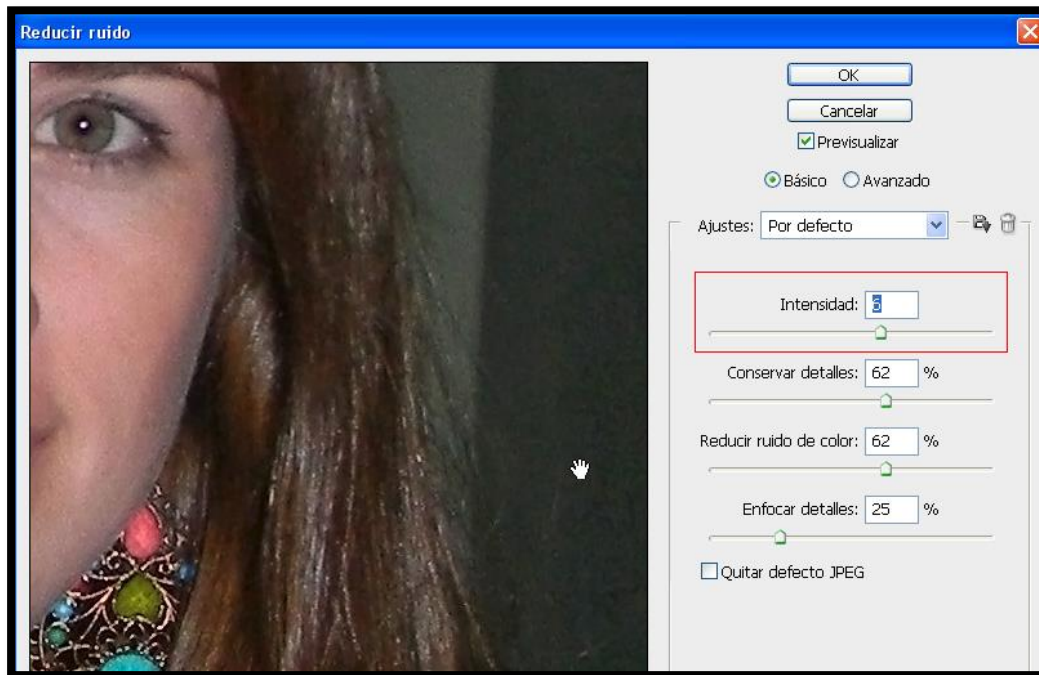 Reducir ruido
OK
Cancelar
Previsualizar
Básico Avanzado
Ajustes: Por defecto
Intensidad: 6
Conservar detalles: 62 %
Reducir ruido de color: 62 %
Enfocar detalles: 25 %
Quitar defecto JPEG